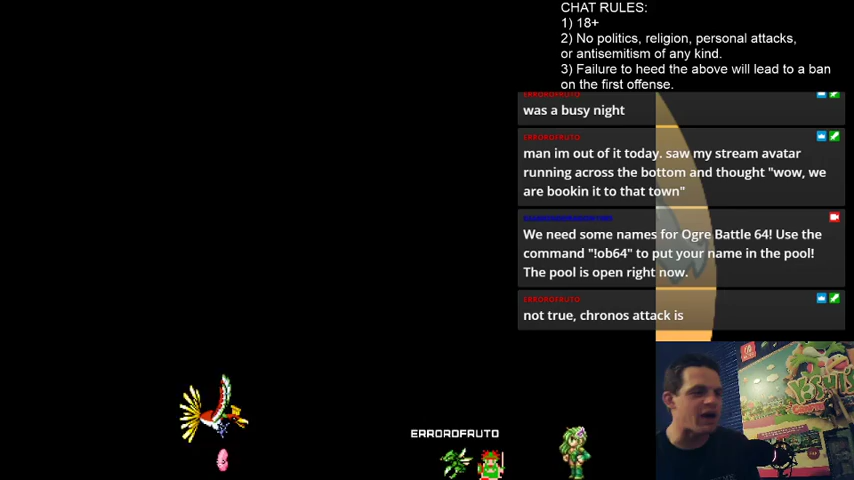 CHAT RULES:
1) 18+
2) No politics, religion, personal attacks,
or antisemitism of any kind.
3) Failure to heed the above will lead to a ban
on the first offense.
ERROROFRUTO
was a busy night
ERROROFRUTO
man im out of it today. saw my stream avatar
running across the bottom and thought "wow, we
are bookin it to that town"
We need some names for Ogre Battle 64! Use the
command "!ob64" to put your name in the pool!
The pool is open right now.
ERROROFRUTO
not true, chronos attack is
ERROROFRUTO